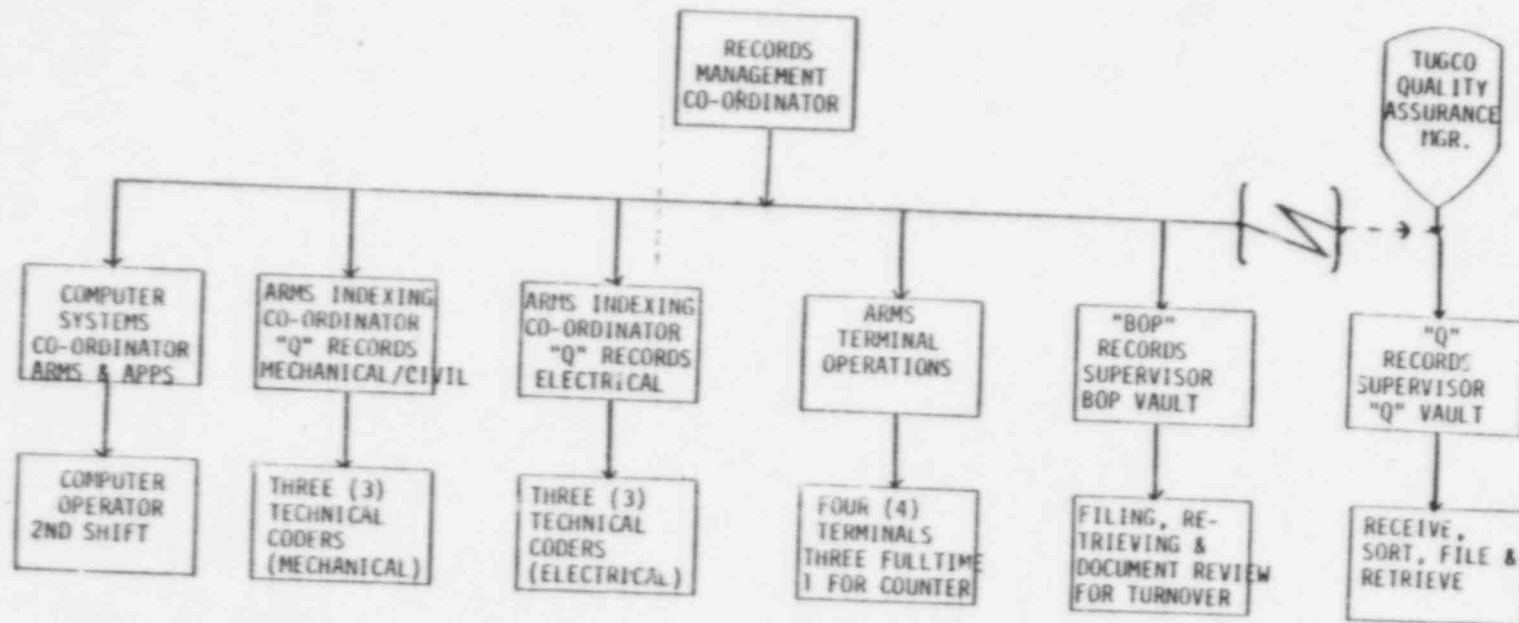 RECORDS
MANAGEMENT
CO-ORDINATOR
TUGCO
QUALITY
ASSURANCE
MGR.
COMPUTER
SYSTEMS
CO-ORDINATOR
ARMS & APPS
ARMS INDEXING
CO-ORDINATOR
"Q" RECORDS
MECHANICAL/CIVIL
ARMS INDEXING
CO-ORDINATOR
"Q" RECORDS
ELECTRICAL
ARMS
TERMINAL
OPERATIONS
"BOP"
RECORDS
SUPERVISOR
BOP VAULT
"Q"
RECORDS
SUPERVISOR
"Q" VAULT
COMPUTER
OPERATOR
2ND SHIFT
THREE (3)
TECHNICAL
CODERS
(MECHANICAL)
THREE (3)
TECHNICAL
CODERS
(ELECTRICAL)
FOUR (4)
TERMINALS
THREE FULLTIME
1 FOR COUNTER
FILING, RE-
TRIEVING &
DOCUMENT REVIEW
FOR TURNOVER
RECEIVE,
SORT, FILE &
RETRIEVE